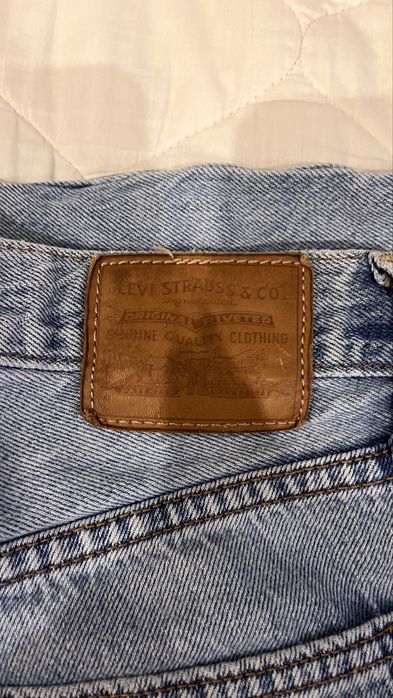 LEVI STRAUSS & CO.
ORIGINAL RIVETED
GENUINE QUALITY CLOTHING